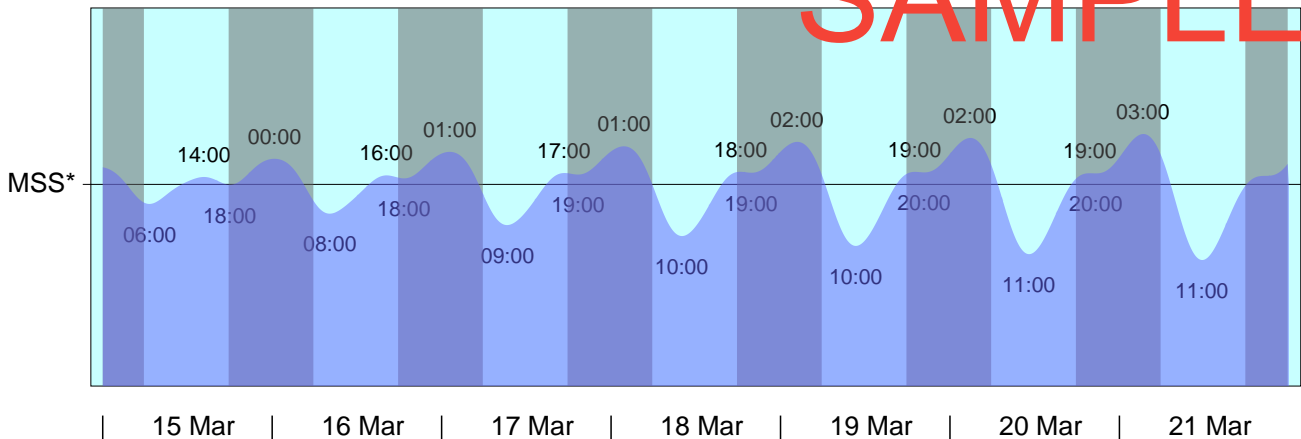 SAMPLE
00:00 01:00 01:00 02:00 02:00 03:00
14:00 16:00 17:00 18:00 19:00 19:00
MSS*
18:00 18:00 19:00 19:00 20:00 20:00
06:00 08:00 09:00 10:00 10:00 11:00 11:00
| 15 Mar | 16 Mar | 17 Mar | 18 Mar | 19 Mar | 20 Mar | 21 Mar